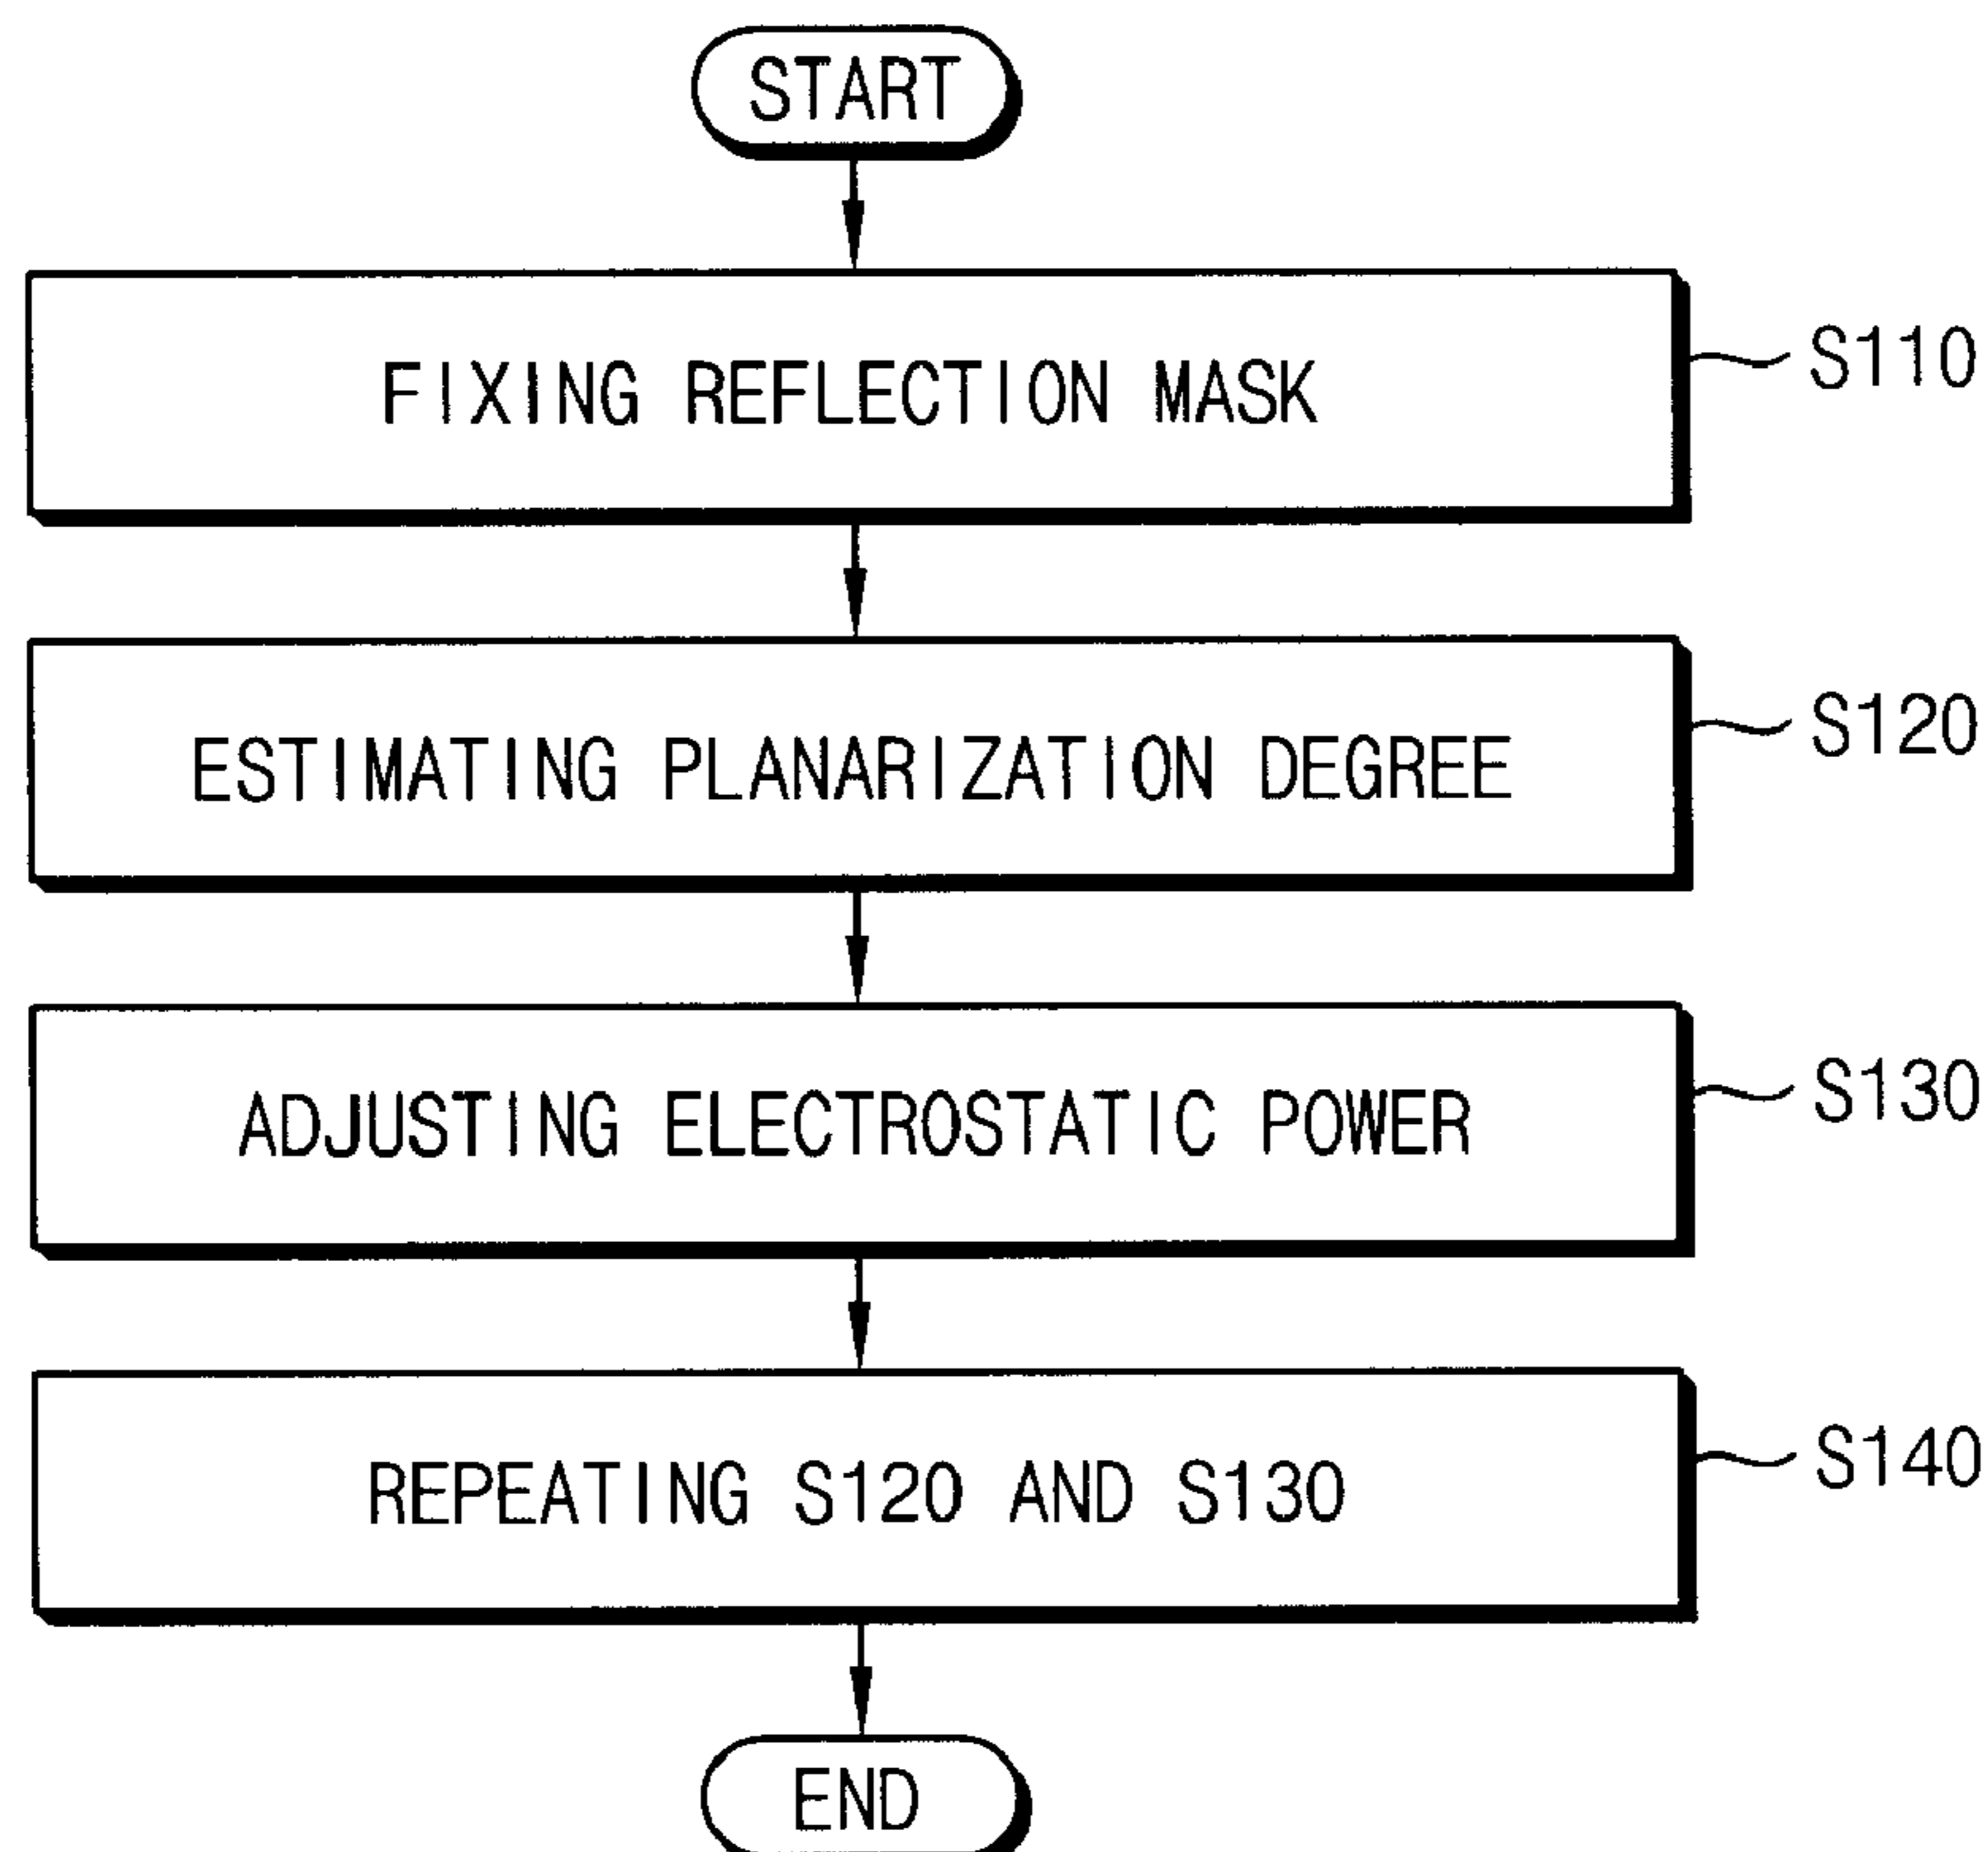 START
FIXING REFLECTION MASK
S110
ESTIMATING PLANARIZATION DEGREE
S120
ADJUSTING ELECTROSTATIC POWER
S130
REPEATING S120 AND S130
S140
END